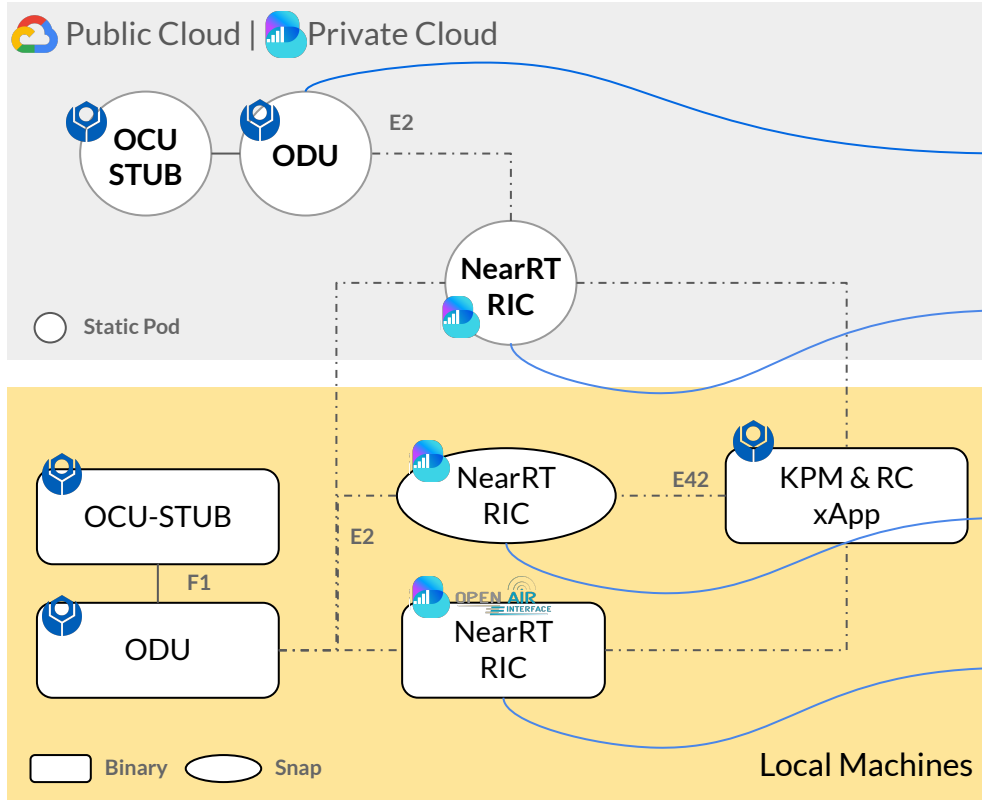 Public Cloud | Private Cloud
OCU
STUB
ODU
E2
NearRT
RIC
Static Pod
OCU-STUB
F1
ODU
E2
NearRT
RIC
E42
KPM & RC
xApp
OPEN AIR
INTERFACE
NearRT
RIC
Binary
Snap
Local Machines